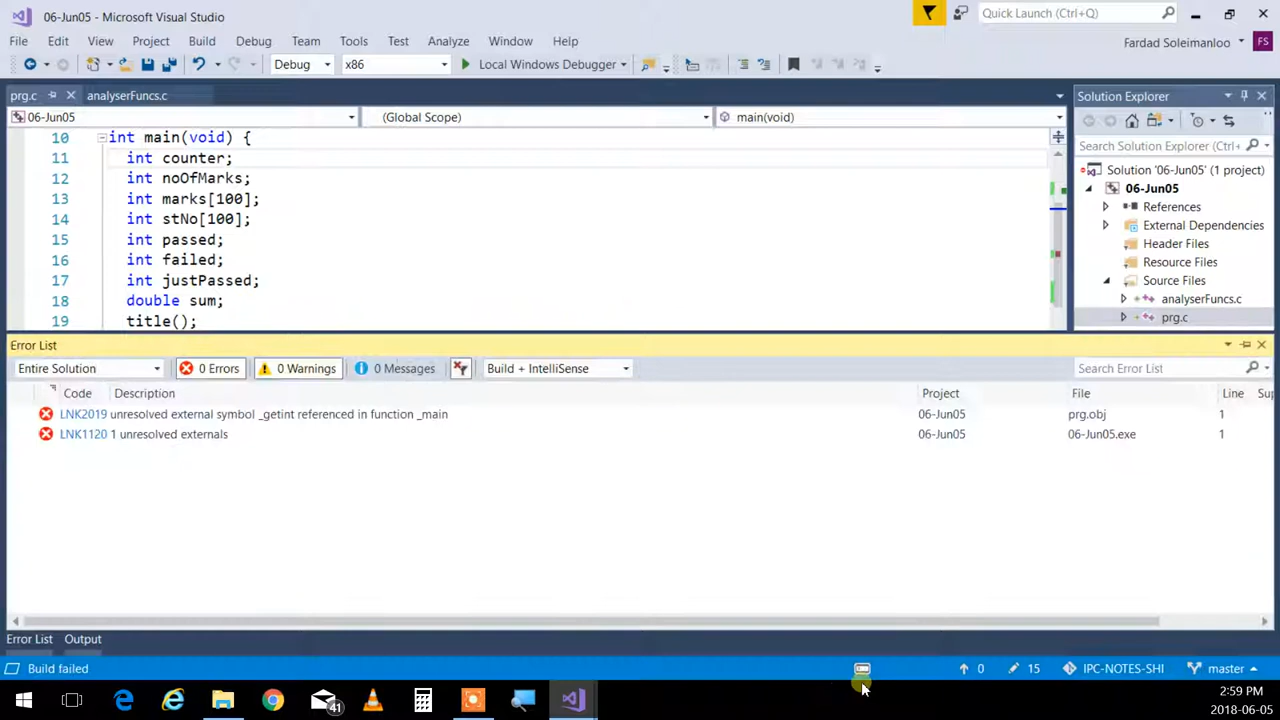 06-Jun05 - Microsoft Visual Studio
Quick Launch (Ctrl+Q)
File Edit View Project Build Debug Team Tools Test Analyze Window Help
Fardad Soleimanloo FS
Debug x86 Local Windows Debugger
prg.c analyserFuncs.c
06-Jun05 (Global Scope) main(void)
10 int main(void) {
11 int counter;
12 int noOfMarks;
13 int marks[100];
14 int stNo[100];
15 int passed;
16 int failed;
17 int justPassed;
18 double sum;
19 title();
Solution Explorer
Search Solution Explorer (Ctrl+
Solution '06-Jun05' (1 project)
06-Jun05
References
External Dependencies
Header Files
Resource Files
Source Files
analyserFuncs.c
prg.c
Error List
Entire Solution 0 Errors 0 Warnings 0 Messages Build + IntelliSense Search Error List
Code Description Project File Line Sup
LNK2019 unresolved external symbol _getint referenced in function _main 06-Jun05 prg.obj 1
LNK1120 1 unresolved externals 06-Jun05 06-Jun05.exe 1
Error List Output
Build failed 0 15 IPC-NOTES-SHI master
41
2:59 PM
2018-06-05